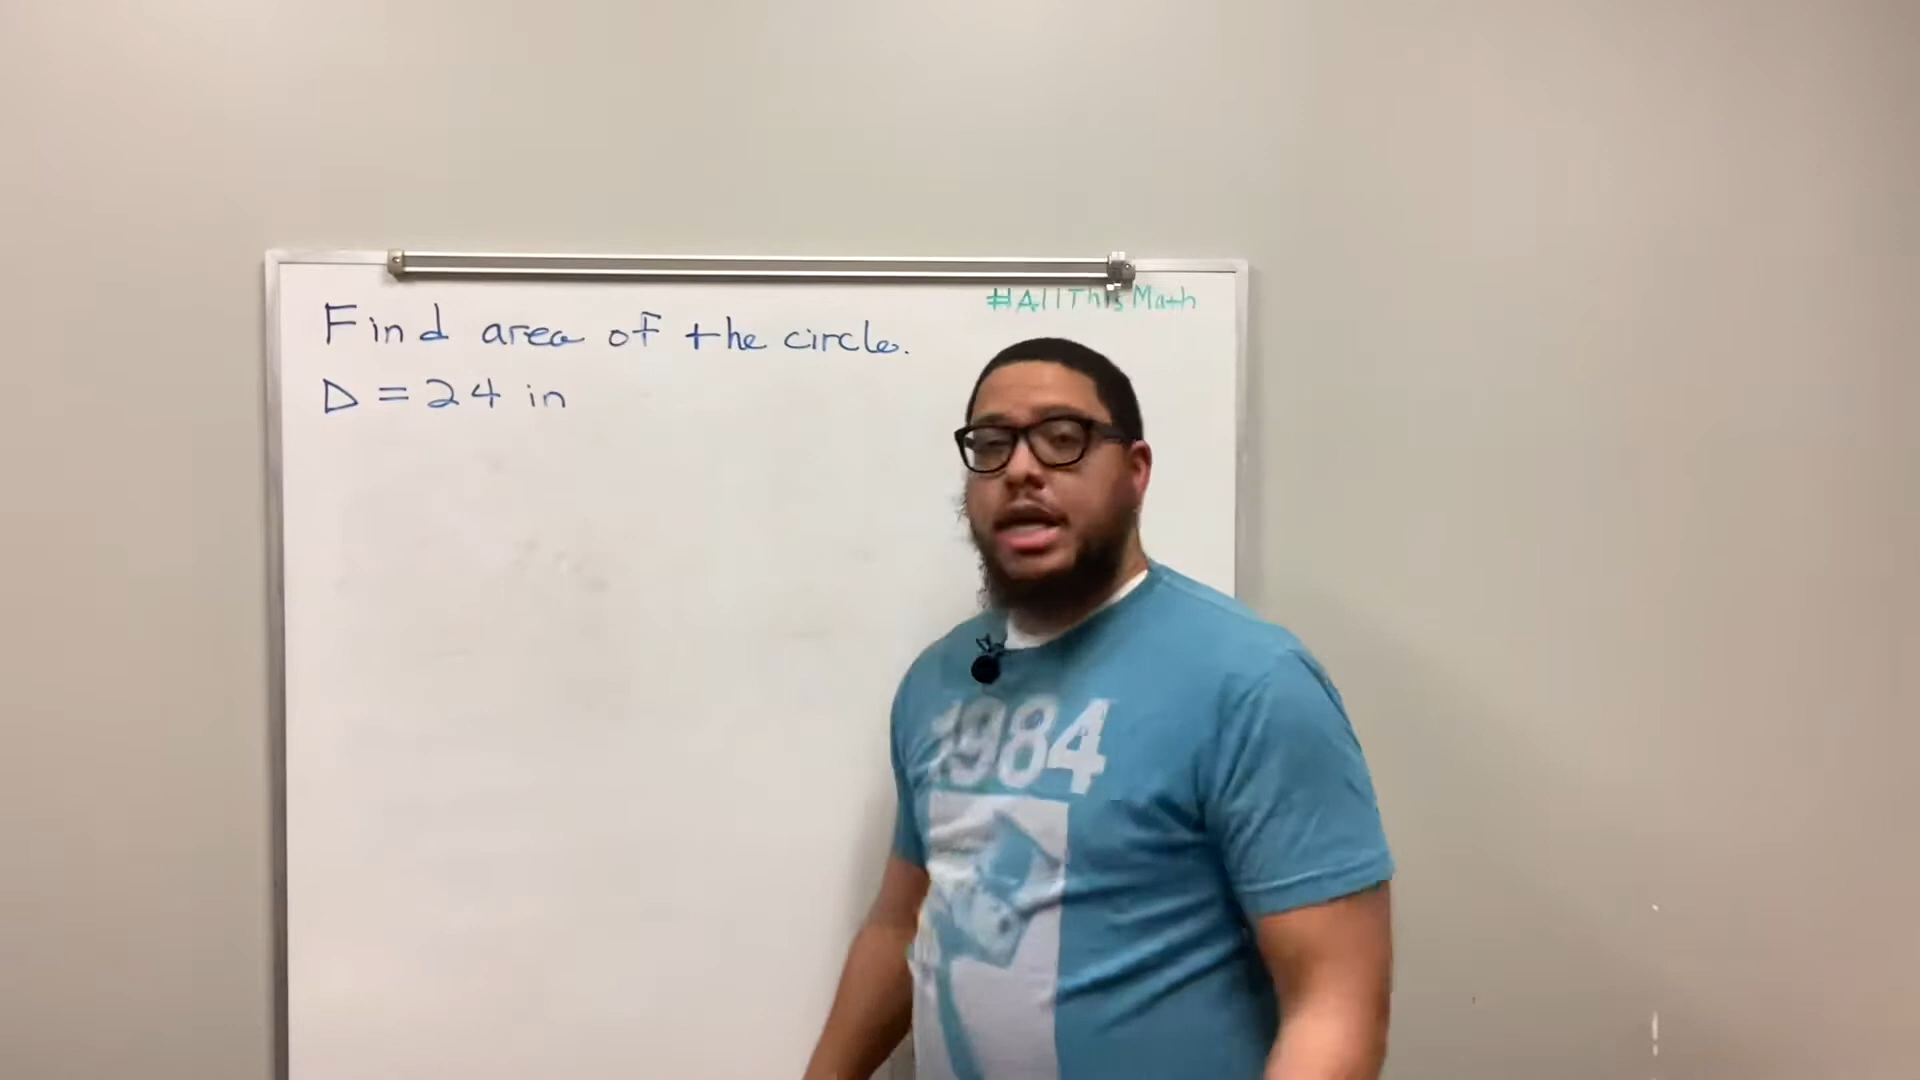 #AllThisMath
Find area of the circle.
D = 24 in
1984